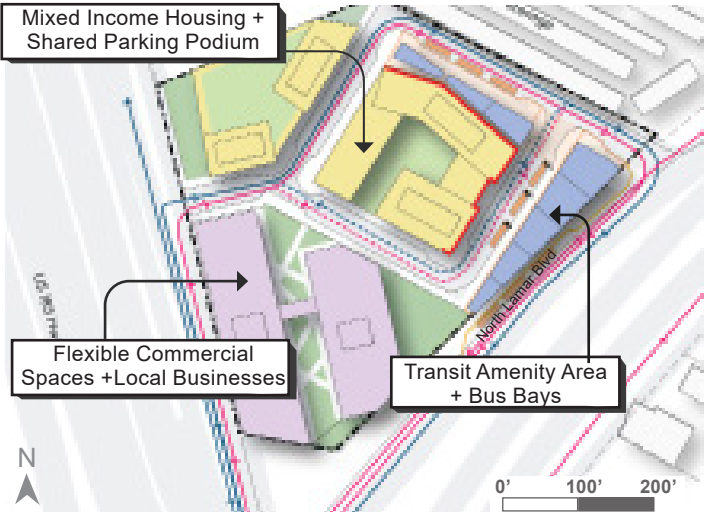 Mixed Income Housing +
Shared Parking Podium
North Lamar Blvd
Flexible Commercial
Spaces +Local Businesses
Transit Amenity Area
+ Bus Bays
N
0' 100' 200'